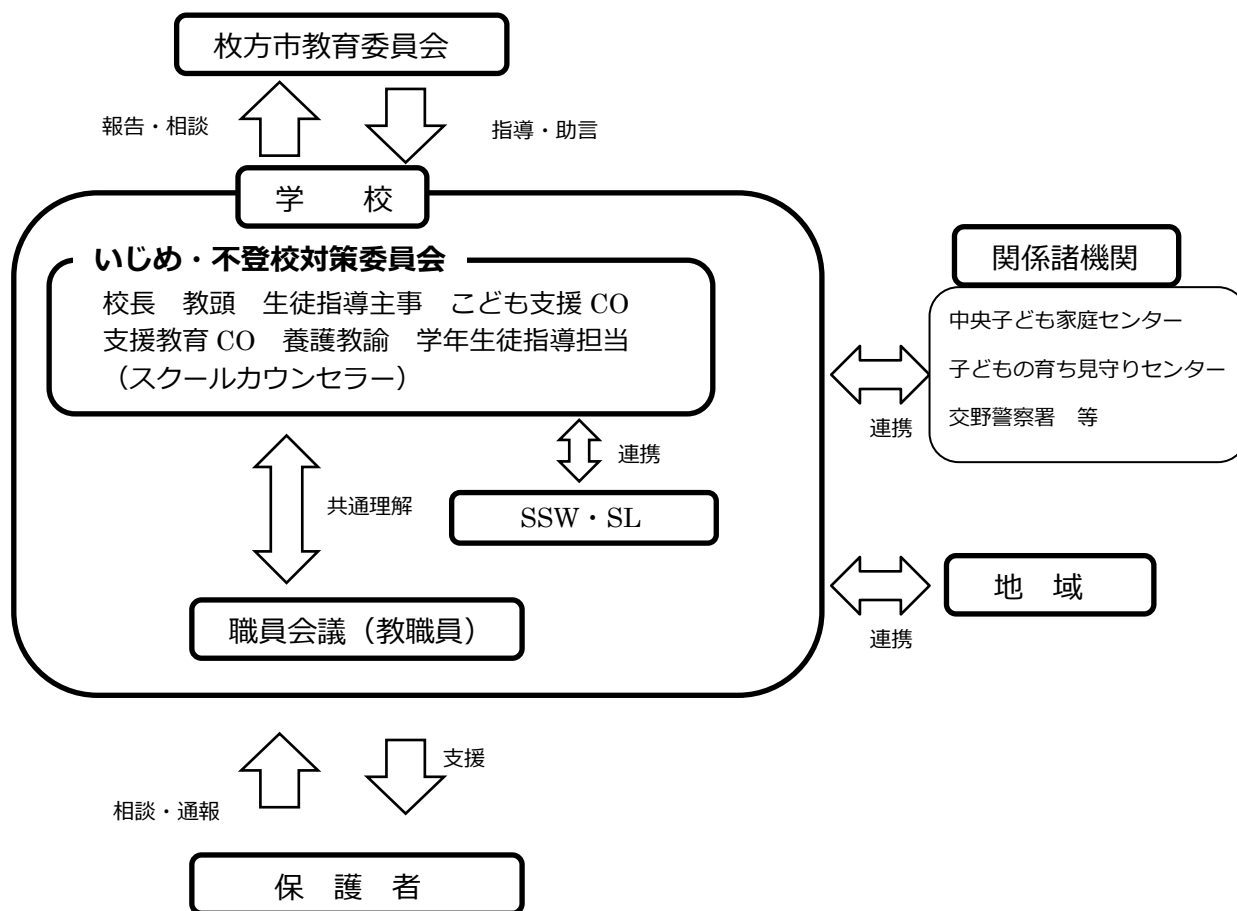 枚方市教育委員会
報告・相談
指導・助言
学　校
いじめ・不登校対策委員会
校長　教頭　生徒指導主事　こども支援 CO
支援教育 CO　養護教諭　学年生徒指導担当
（スクールカウンセラー）
関係諸機関
中央子ども家庭センター
子どもの育ち見守りセンター
交野警察署　等
連携
連携
共通理解
SSW・SL
地　域
連携
職員会議（教職員）
支援
相談・通報
保　護　者